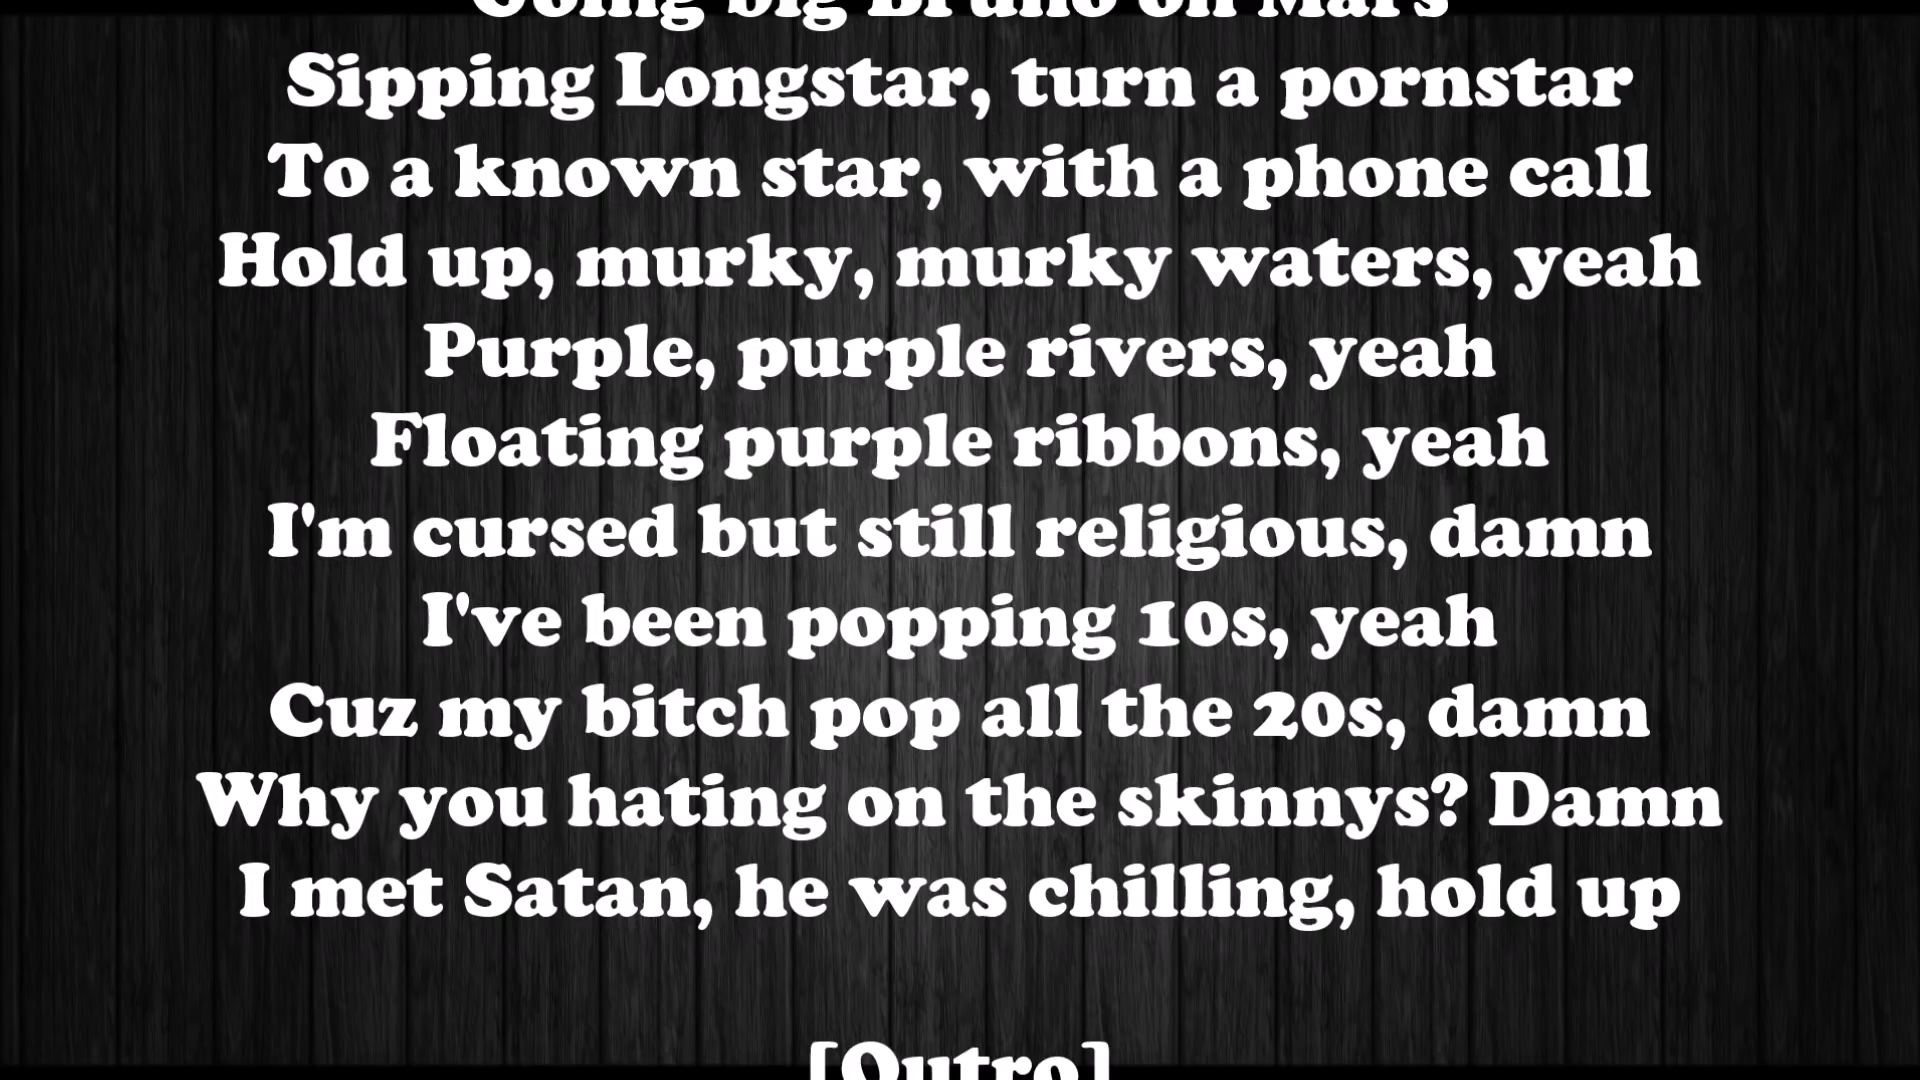 Going big Bruno on Mars
Sipping Longstar, turn a pornstar
To a known star, with a phone call
Hold up, murky, murky waters, yeah
Purple, purple rivers, yeah
Floating purple ribbons, yeah
I'm cursed but still religious, damn
I've been popping 10s, yeah
Cuz my bitch pop all the 20s, damn
Why you hating on the skinnys? Damn
I met Satan, he was chilling, hold up
[Outro]